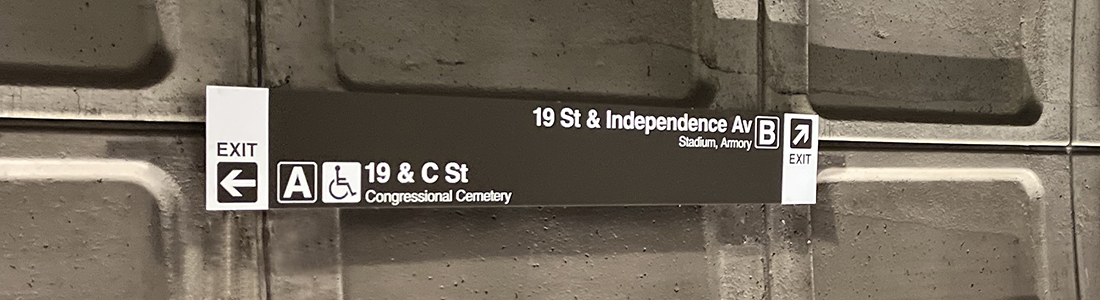 EXIT
A 19 & C St
Congressional Cemetery
19 St & Independence Av B
Stadium, Armory
EXIT